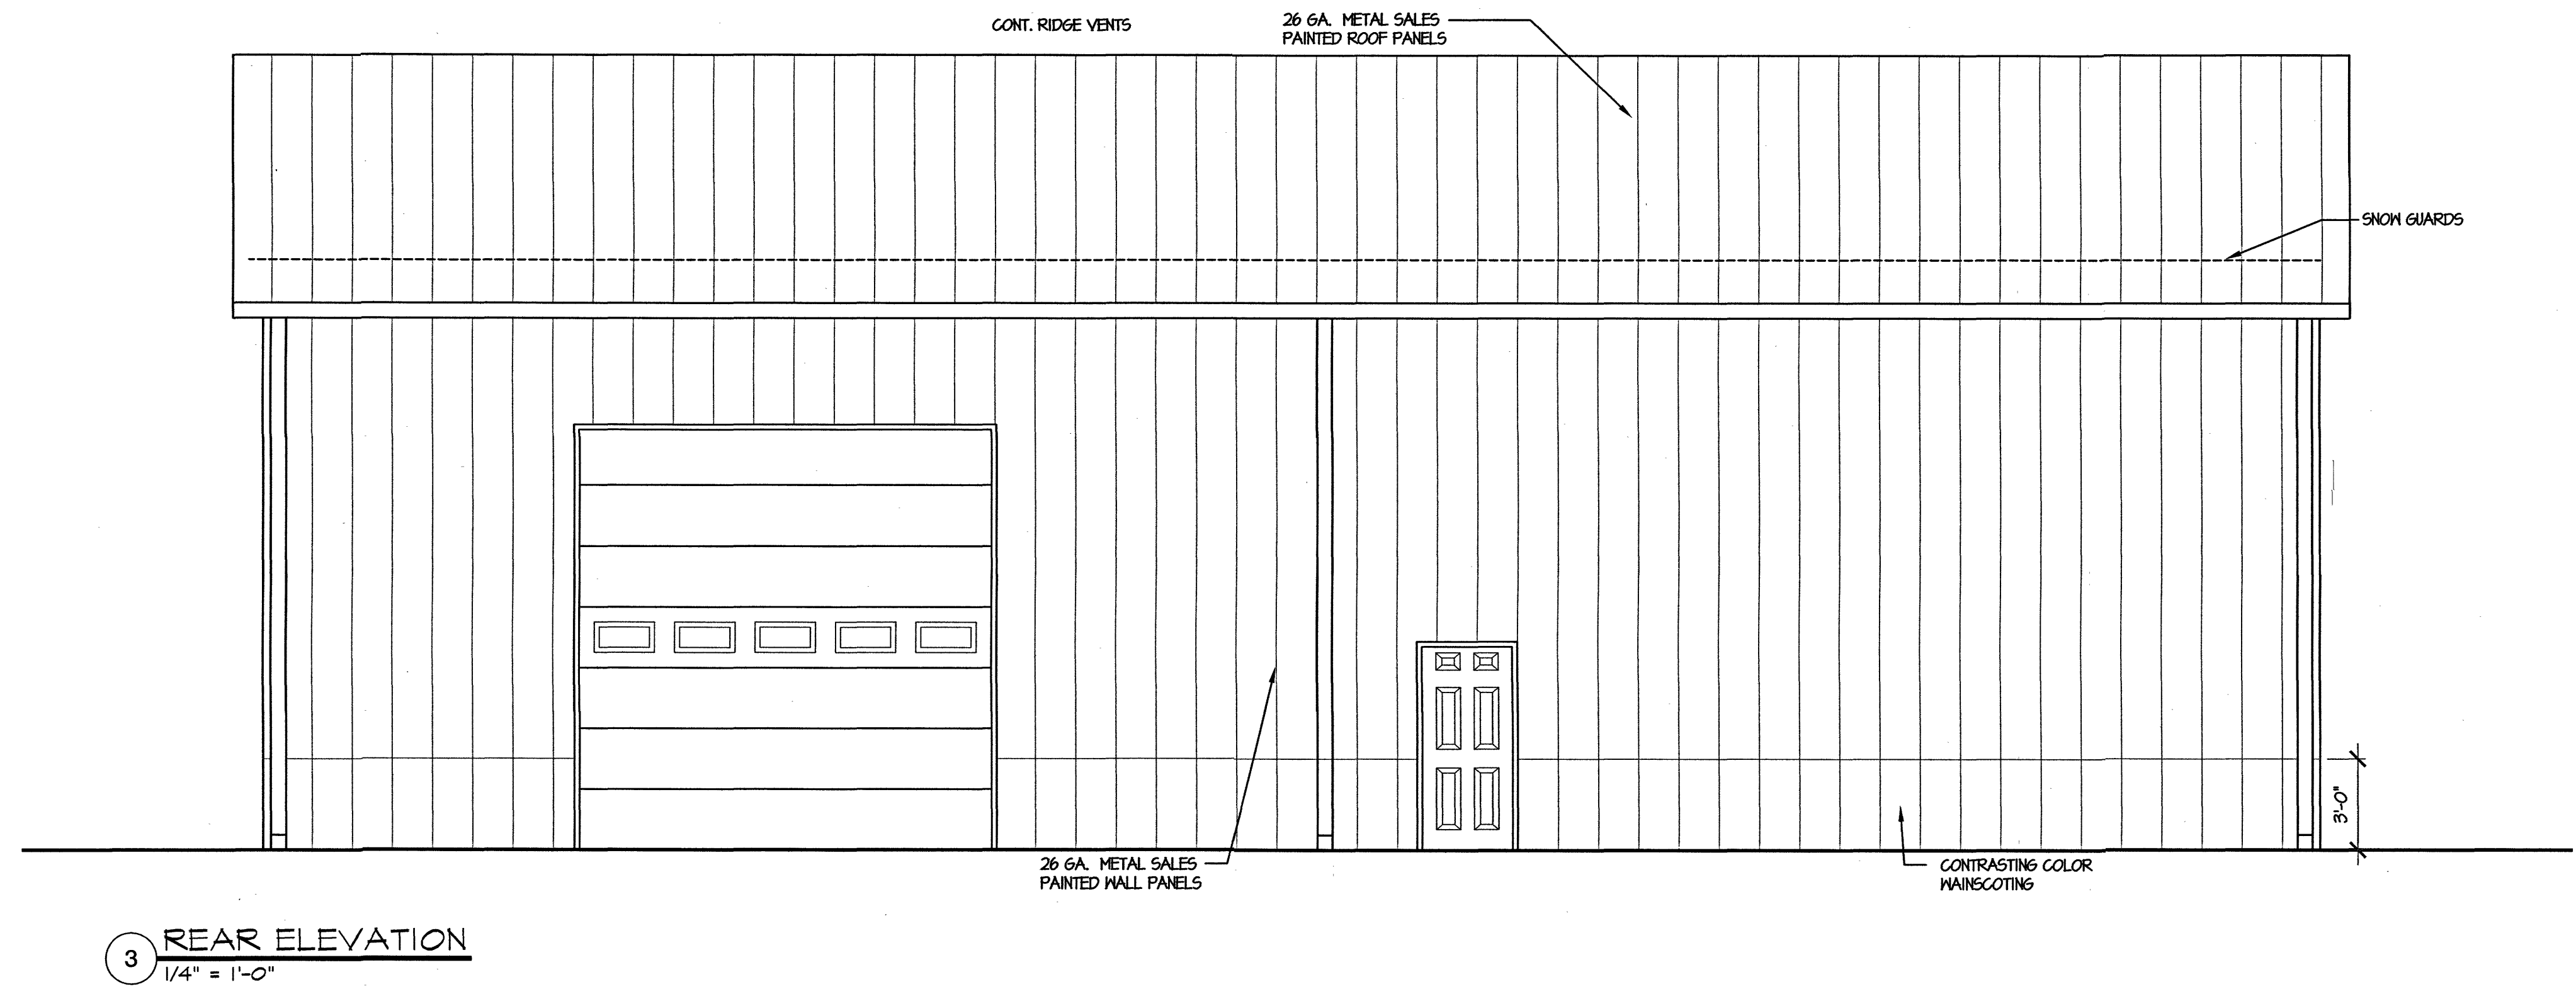 CONT. RIDGE VENTS
26 GA. METAL SALES
PAINTED ROOF PANELS
SNOW GUARDS
3'-0"
26 GA. METAL SALES
PAINTED WALL PANELS
CONTRASTING COLOR
WAINSCOTING
3
REAR ELEVATION
1/4" = 1'-0"